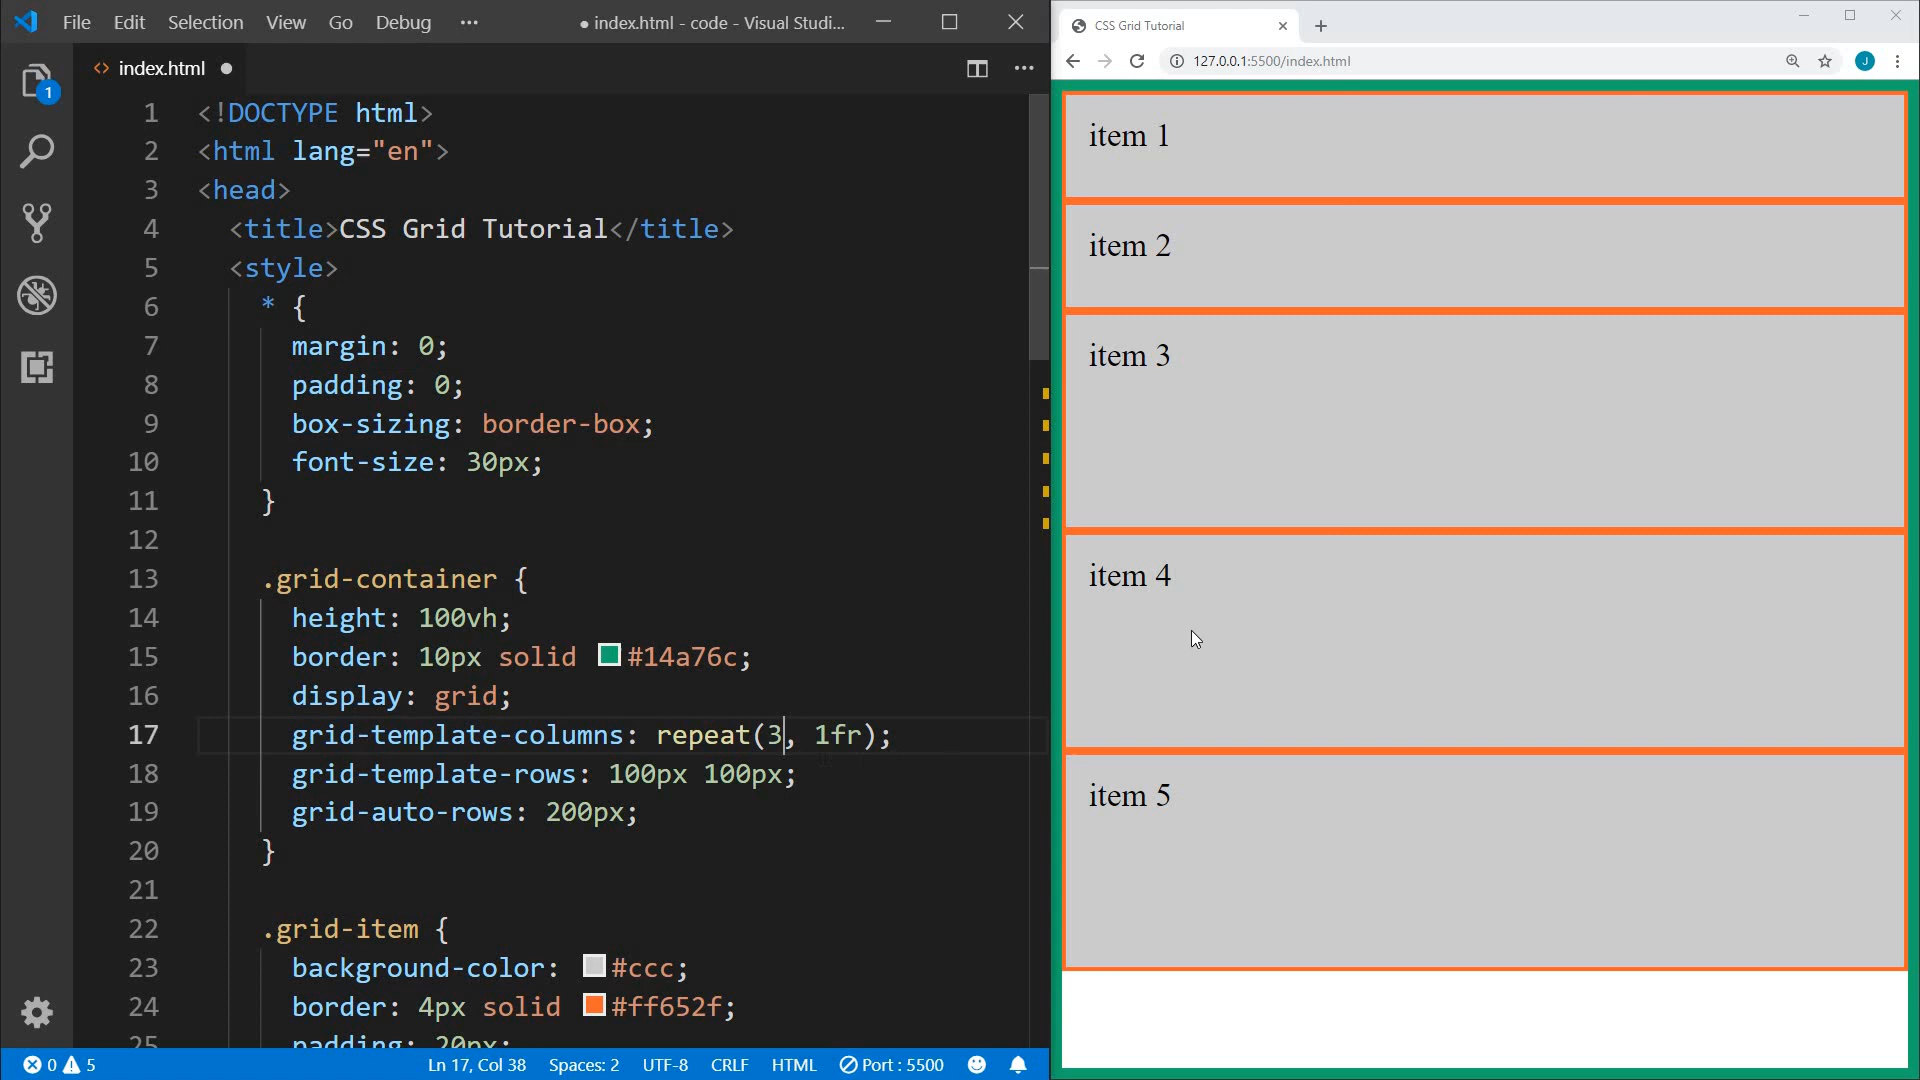 File Edit Selection View Go Debug ··· ● index.html - code - Visual Studi...
index.html
1 <!DOCTYPE html>
2 <html lang="en">
3 <head>
4 <title>CSS Grid Tutorial</title>
5 <style>
6 * {
7 margin: 0;
8 padding: 0;
9 box-sizing: border-box;
10 font-size: 30px;
11 }
12
13 .grid-container {
14 height: 100vh;
15 border: 10px solid #14a76c;
16 display: grid;
17 grid-template-columns: repeat(3, 1fr);
18 grid-template-rows: 100px 100px;
19 grid-auto-rows: 200px;
20 }
21
22 .grid-item {
23 background-color: #ccc;
24 border: 4px solid #ff652f;
25 padding: 20px;
1
0 5 Ln 17, Col 38 Spaces: 2 UTF-8 CRLF HTML Port : 5500
CSS Grid Tutorial
127.0.0.1:5500/index.html
J
item 1
item 2
item 3
item 4
item 5